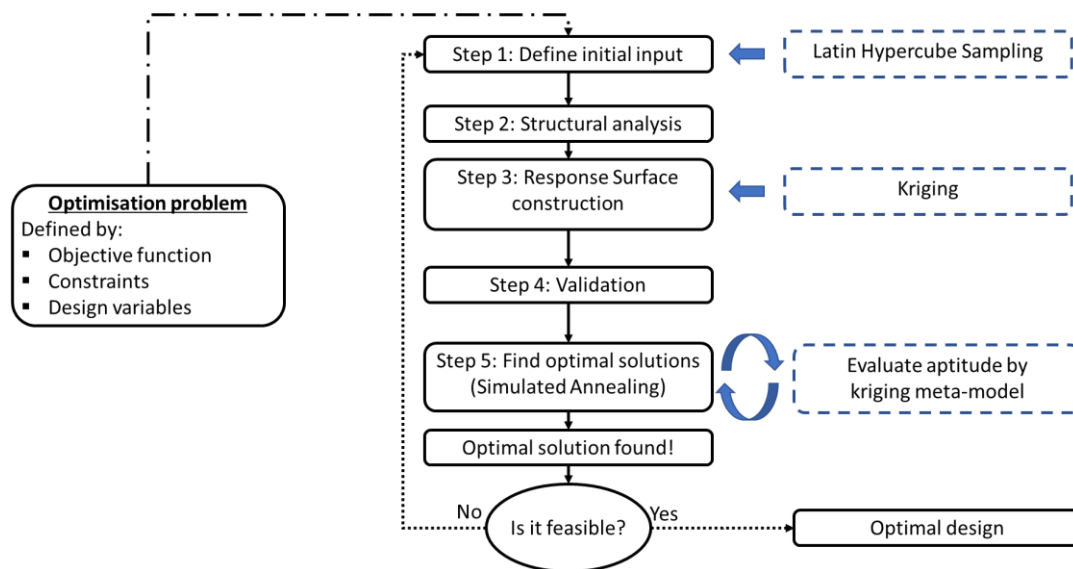 Step 1: Define initial input
Latin Hypercube Sampling
Step 2: Structural analysis
Step 3: Response Surface
construction
Kriging
Optimisation problem
Defined by:
▪ Objective function
▪ Constraints
▪ Design variables
Step 4: Validation
Step 5: Find optimal solutions
(Simulated Annealing)
Evaluate aptitude by
kriging meta-model
Optimal solution found!
No
Is it feasible?
Yes
Optimal design